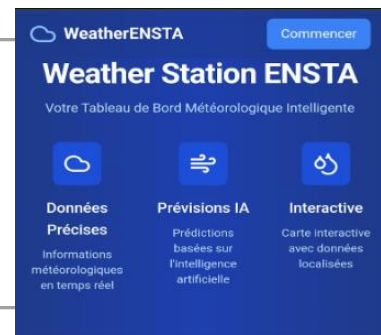 WeatherENSTA
Commencer
Weather Station ENSTA
Votre Tableau de Bord Météorologique Intelligente
Données
Précises
Informations
météorologiques
en temps réel
Prévisions IA
Prédictions
basées sur
l'intelligence
artificielle
Interactive
Carte interactive
avec données
localisées